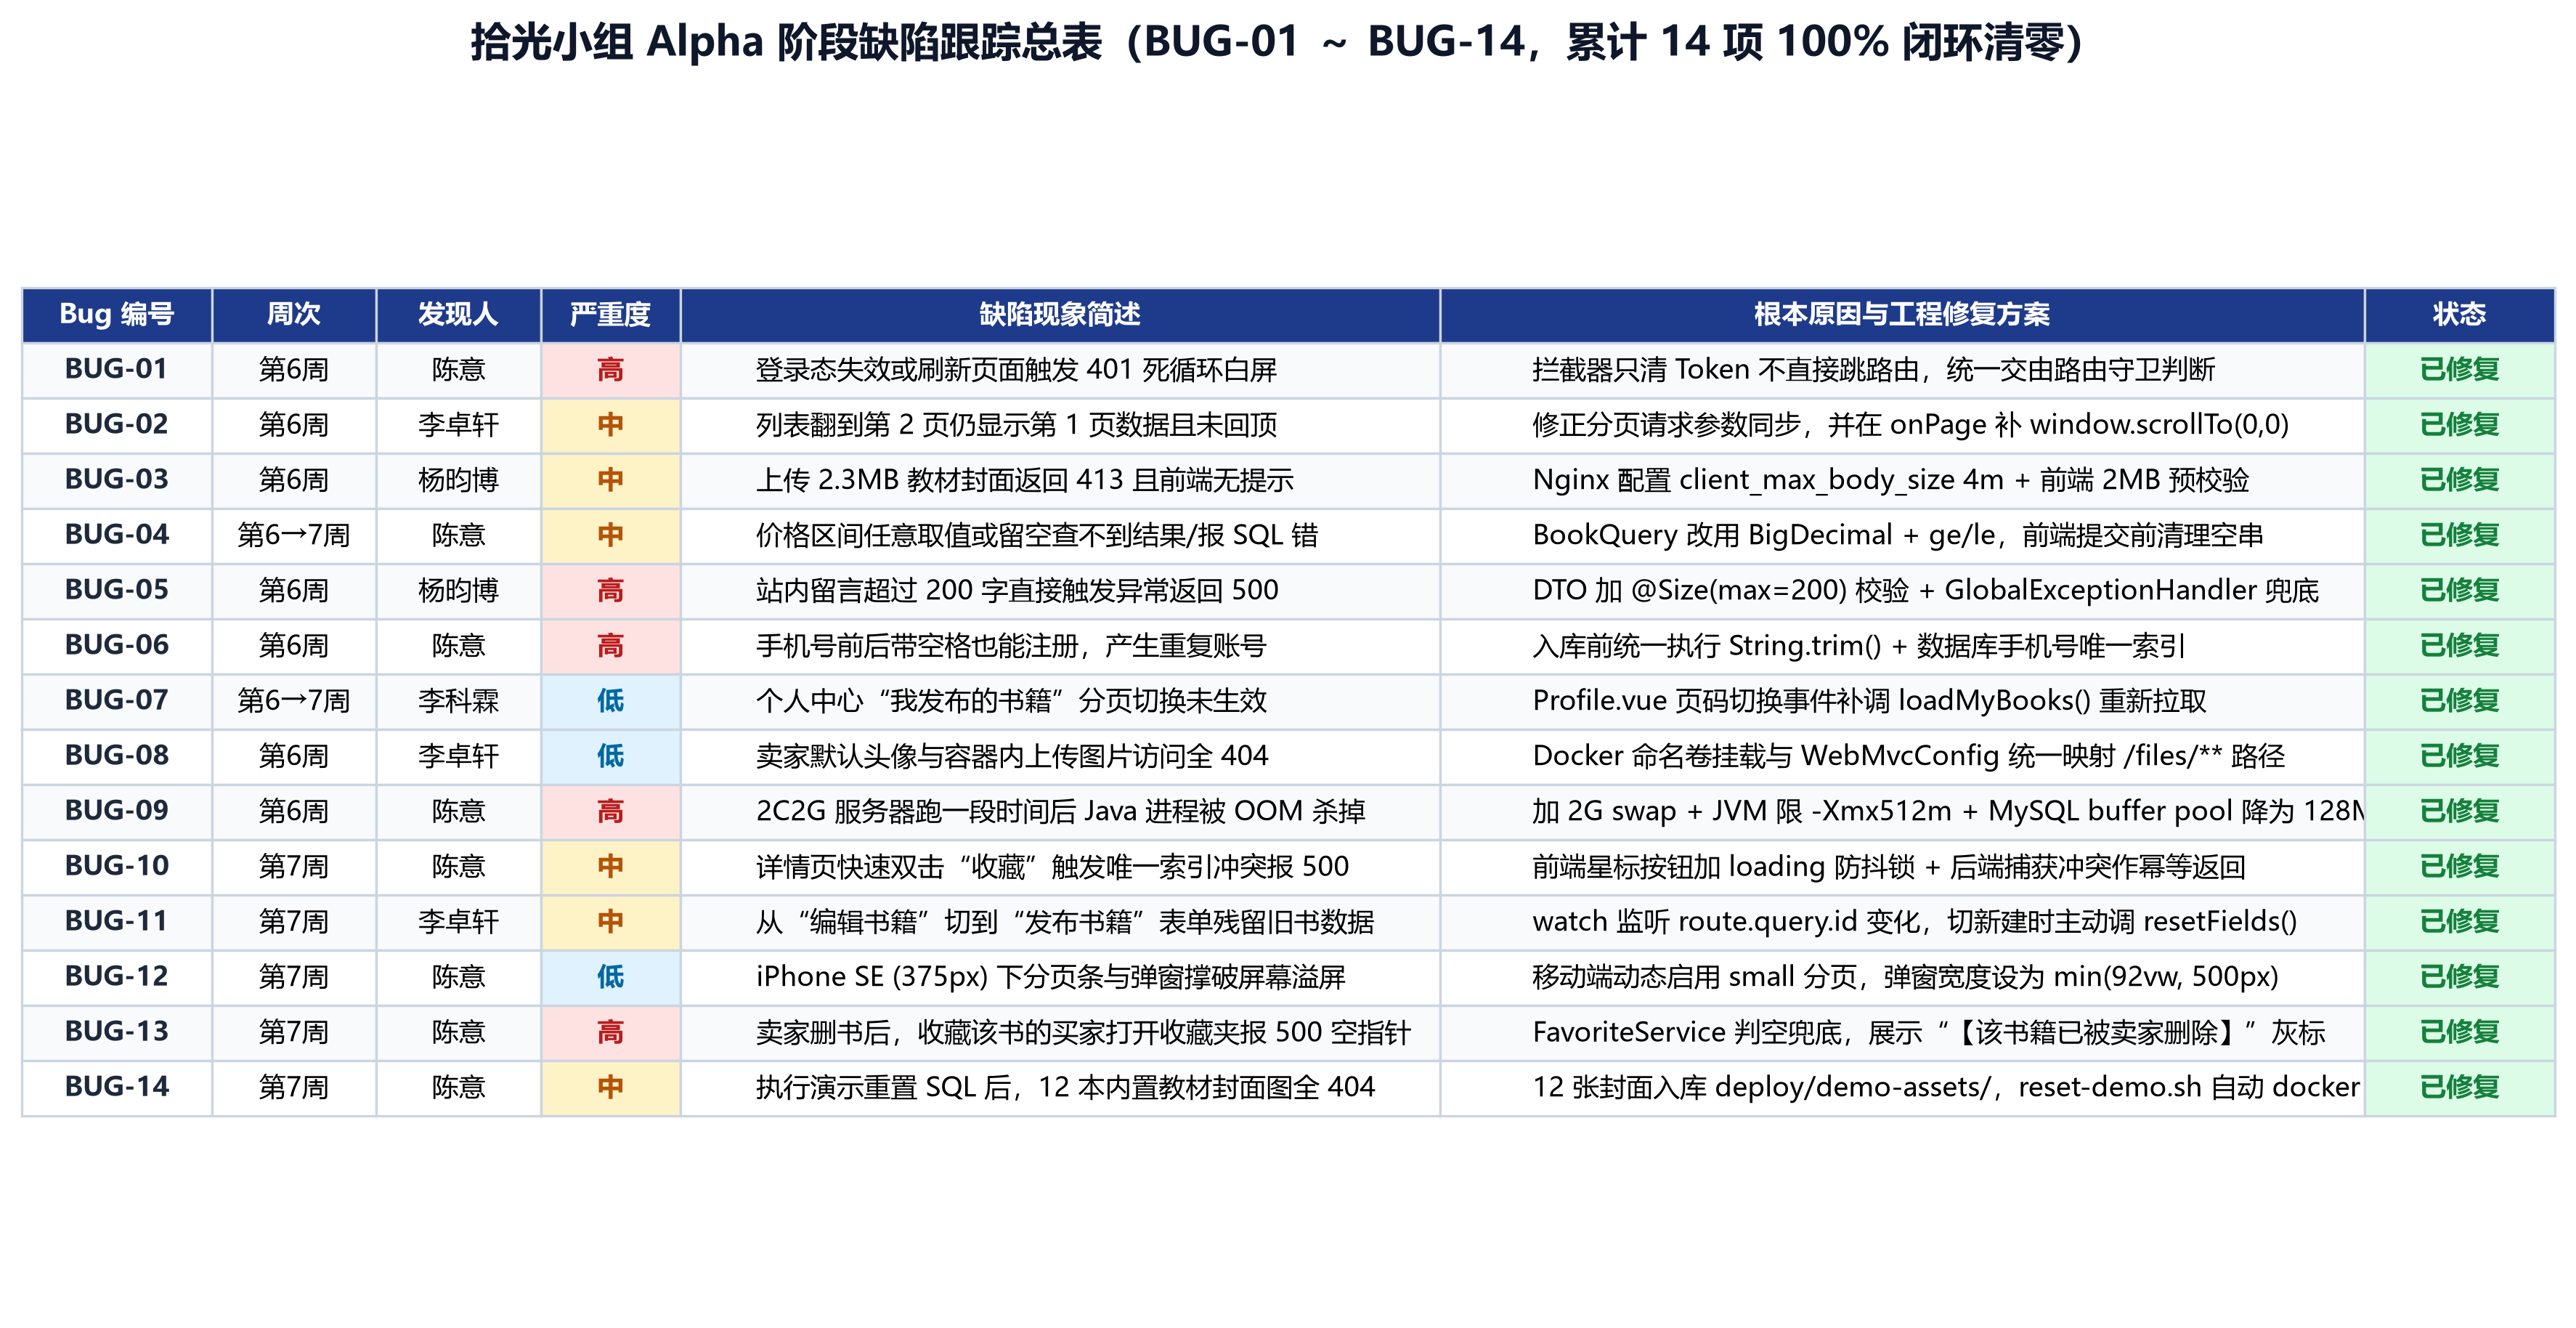 拾光小组 Alpha 阶段缺陷跟踪总表（BUG-01 ~ BUG-14，累计 14 项 100% 闭环清零）
Bug 编号 周次 发现人 严重度 缺陷现象简述 根本原因与工程修复方案 状态
BUG-01 第6周 陈意 高 登录态失效或刷新页面触发 401 死循环白屏 拦截器只清 Token 不直接跳路由，统一交由路由守卫判断 已修复
BUG-02 第6周 李卓轩 中 列表翻到第 2 页仍显示第 1 页数据且未回顶 修正分页请求参数同步，并在 onPage 补 window.scrollTo(0,0) 已修复
BUG-03 第6周 杨昀博 中 上传 2.3MB 教材封面返回 413 且前端无提示 Nginx 配置 client_max_body_size 4m + 前端 2MB 预校验 已修复
BUG-04 第6→7周 陈意 中 价格区间任意取值或留空查不到结果/报 SQL 错 BookQuery 改用 BigDecimal + ge/le，前端提交前清理空串 已修复
BUG-05 第6周 杨昀博 高 站内留言超过 200 字直接触发异常返回 500 DTO 加 @Size(max=200) 校验 + GlobalExceptionHandler 兜底 已修复
BUG-06 第6周 陈意 高 手机号前后带空格也能注册，产生重复账号 入库前统一执行 String.trim() + 数据库手机号唯一索引 已修复
BUG-07 第6→7周 李科霖 低 个人中心“我发布的书籍”分页切换未生效 Profile.vue 页码切换事件补调 loadMyBooks() 重新拉取 已修复
BUG-08 第6周 李卓轩 低 卖家默认头像与容器内上传图片访问全 404 Docker 命名卷挂载与 WebMvcConfig 统一映射 /files/** 路径 已修复
BUG-09 第6周 陈意 高 2C2G 服务器跑一段时间后 Java 进程被 OOM 杀掉 加 2G swap + JVM 限 -Xmx512m + MySQL buffer pool 降为 128M 已修复
BUG-10 第7周 陈意 中 详情页快速双击“收藏”触发唯一索引冲突报 500 前端星标按钮加 loading 防抖锁 + 后端捕获冲突作幂等返回 已修复
BUG-11 第7周 李卓轩 中 从“编辑书籍”切到“发布书籍”表单残留旧书数据 watch 监听 route.query.id 变化，切新建时主动调 resetFields() 已修复
BUG-12 第7周 陈意 低 iPhone SE (375px) 下分页条与弹窗撑破屏幕溢屏 移动端动态启用 small 分页，弹窗宽度设为 min(92vw, 500px) 已修复
BUG-13 第7周 陈意 高 卖家删书后，收藏该书的买家打开收藏夹报 500 空指针 FavoriteService 判空兜底，展示“【该书籍已被卖家删除】”灰标 已修复
BUG-14 第7周 陈意 中 执行演示重置 SQL 后，12 本内置教材封面图全 404 12 张封面入库 deploy/demo-assets/，reset-demo.sh 自动 docker 已修复